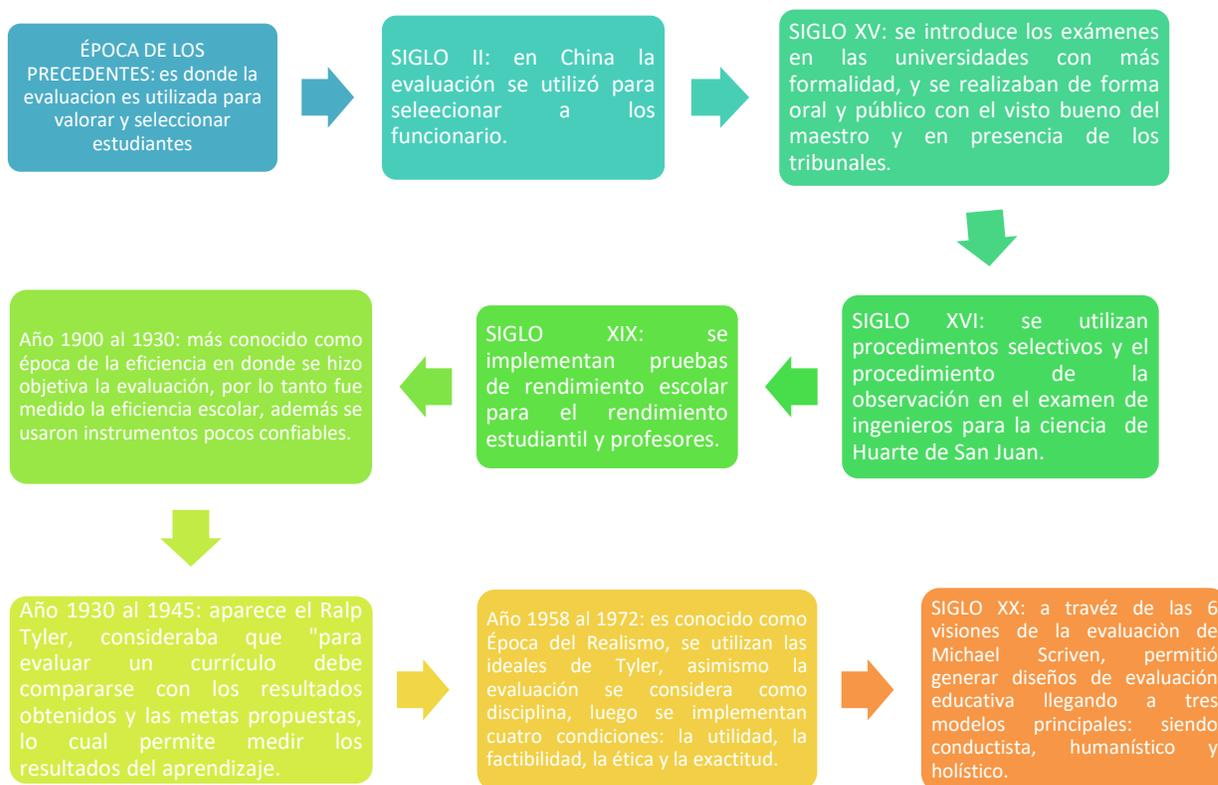 ÉPOCA DE LOS
PRECEDENTES: es donde la
evaluacion es utilizada para
valorar y seleccionar
estudiantes
SIGLO II: en China la
evaluación se utilizó para
seleecionar a los
funcionario.
SIGLO XV: se introduce los exámenes
en las universidades con más
formalidad, y se realizaban de forma
oral y público con el visto bueno del
maestro y en presencia de los
tribunales.
SIGLO XVI: se utilizan
procedimentos selectivos y el
procedimiento de la
observación en el examen de
ingenieros para la ciencia de
Huarte de San Juan.
SIGLO XIX: se
implementan pruebas
de rendimiento escolar
para el rendimiento
estudiantil y profesores.
Año 1900 al 1930: más conocido como
época de la eficiencia en donde se hizo
objetiva la evaluación, por lo tanto fue
medido la eficiencia escolar, además se
usaron instrumentos pocos confiables.
Año 1930 al 1945: aparece el Ralp
Tyler, consideraba que "para
evaluar un currículo debe
compararse con los resultados
obtenidos y las metas propuestas,
lo cual permite medir los
resultados del aprendizaje.
Año 1958 al 1972: es conocido como
Época del Realismo, se utilizan las
ideales de Tyler, asimismo la
evaluación se considera como
disciplina, luego se implementan
cuatro condiciones: la utilidad, la
factibilidad, la ética y la exactitud.
SIGLO XX: a travéz de las 6
visiones de la evaluaciòn de
Michael Scriven, permitió
generar diseños de evaluación
educativa llegando a tres
modelos principales: siendo
conductista, humanístico y
holístico.